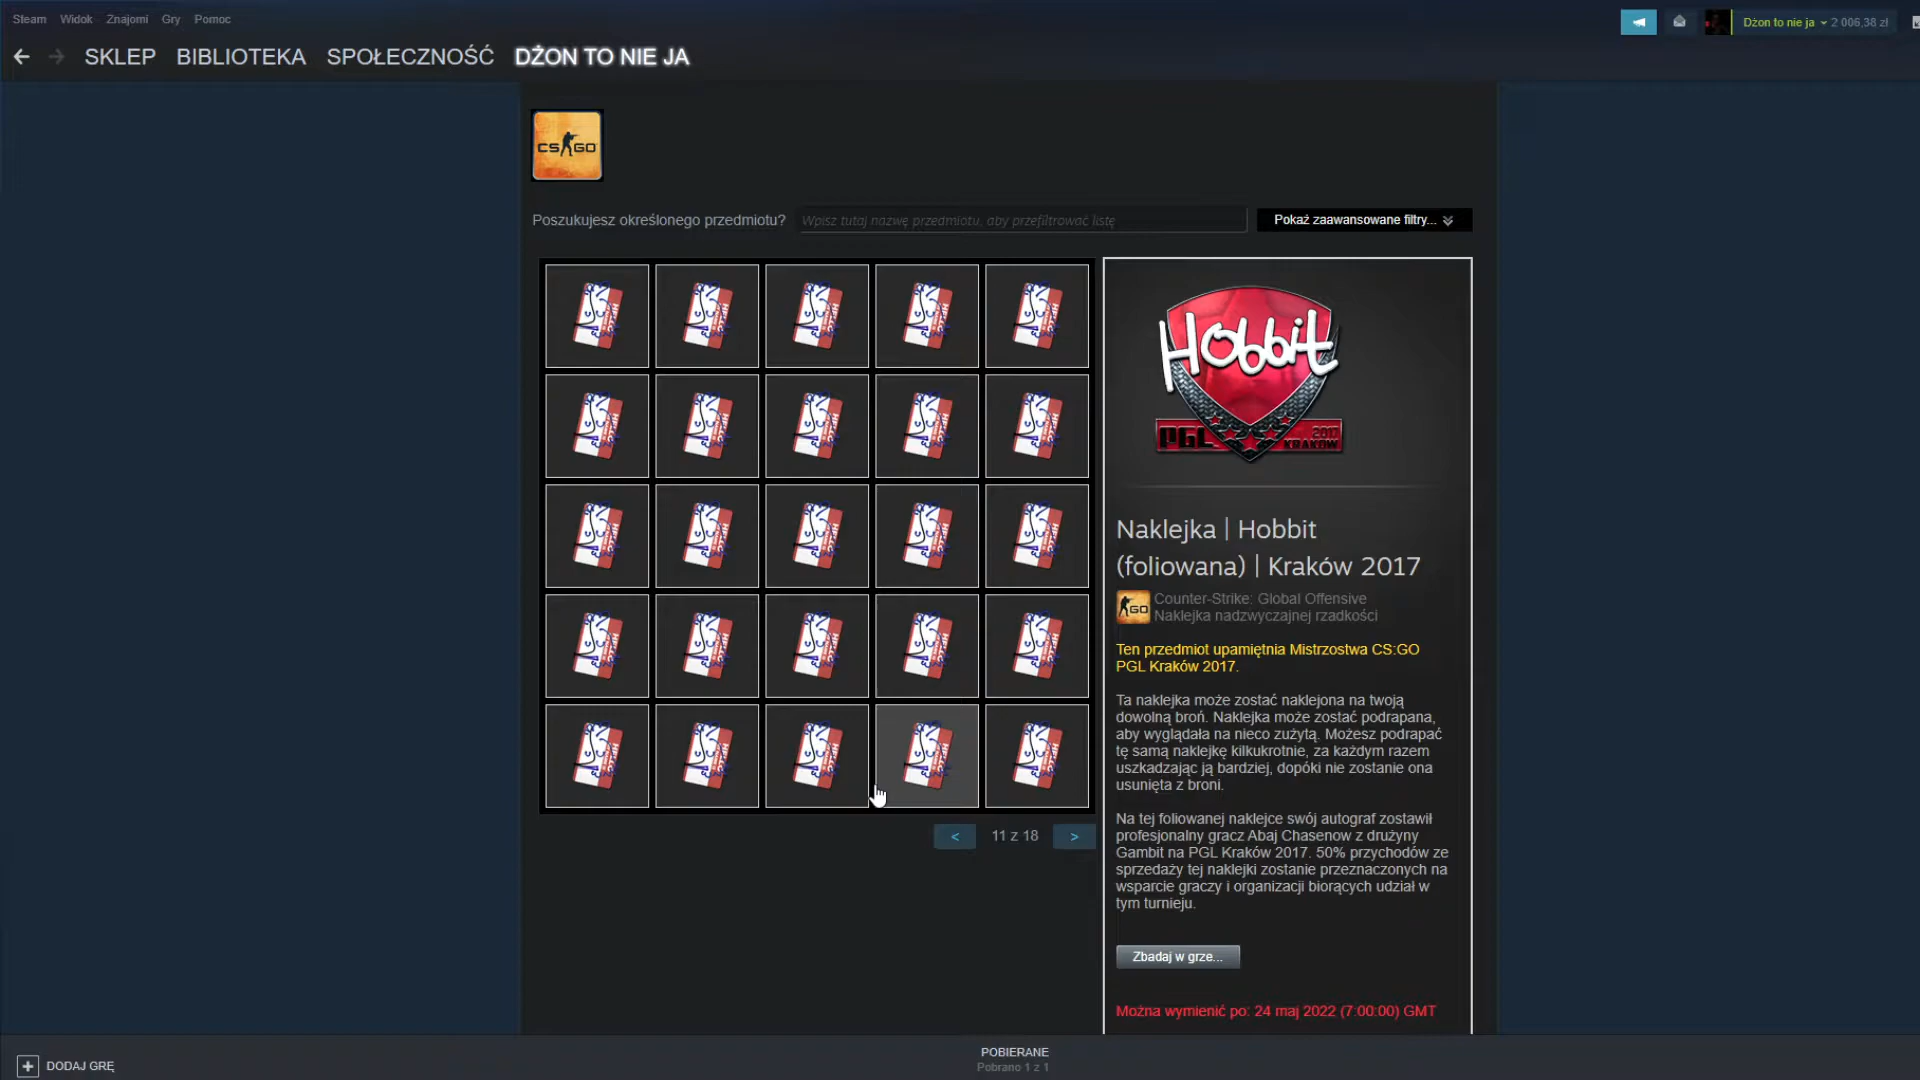 Steam Widok Znajomi Gry Pomoc
Dżon to nie ja 2 006,38 zł
SKLEP BIBLIOTEKA SPOŁECZNOŚĆ DŻON TO NIE JA
CS GO
Poszukujesz określonego przedmiotu?
Wpisz tutaj nazwę przedmiotu, aby przefiltrować listę
Pokaż zaawansowane filtry...
Hobbit
PGL 2017 KRAKOW
Naklejka | Hobbit
(foliowana) | Kraków 2017
GO
Counter-Strike: Global Offensive
Naklejka nadzwyczajnej rzadkości
Ten przedmiot upamiętnia Mistrzostwa CS:GO
PGL Kraków 2017.
Ta naklejka może zostać naklejona na twoją
dowolną broń. Naklejka może zostać podrapana,
aby wyglądała na nieco zużytą. Możesz podrapać
tę samą naklejkę kilkukrotnie, za każdym razem
uszkadzając ją bardziej, dopóki nie zostanie ona
usunięta z broni.
Na tej foliowanej naklejce swój autograf zostawił
profesjonalny gracz Abaj Chasenow z drużyny
Gambit na PGL Kraków 2017. 50% przychodów ze
sprzedaży tej naklejki zostanie przeznaczonych na
wsparcie graczy i organizacji biorących udział w
tym turnieju.
Zbadaj w grze...
Można wymienić po: 24 maj 2022 (7:00:00) GMT
< 11 z 18 >
DODAJ GRĘ
POBIERANE
Pobrano 1 z 1